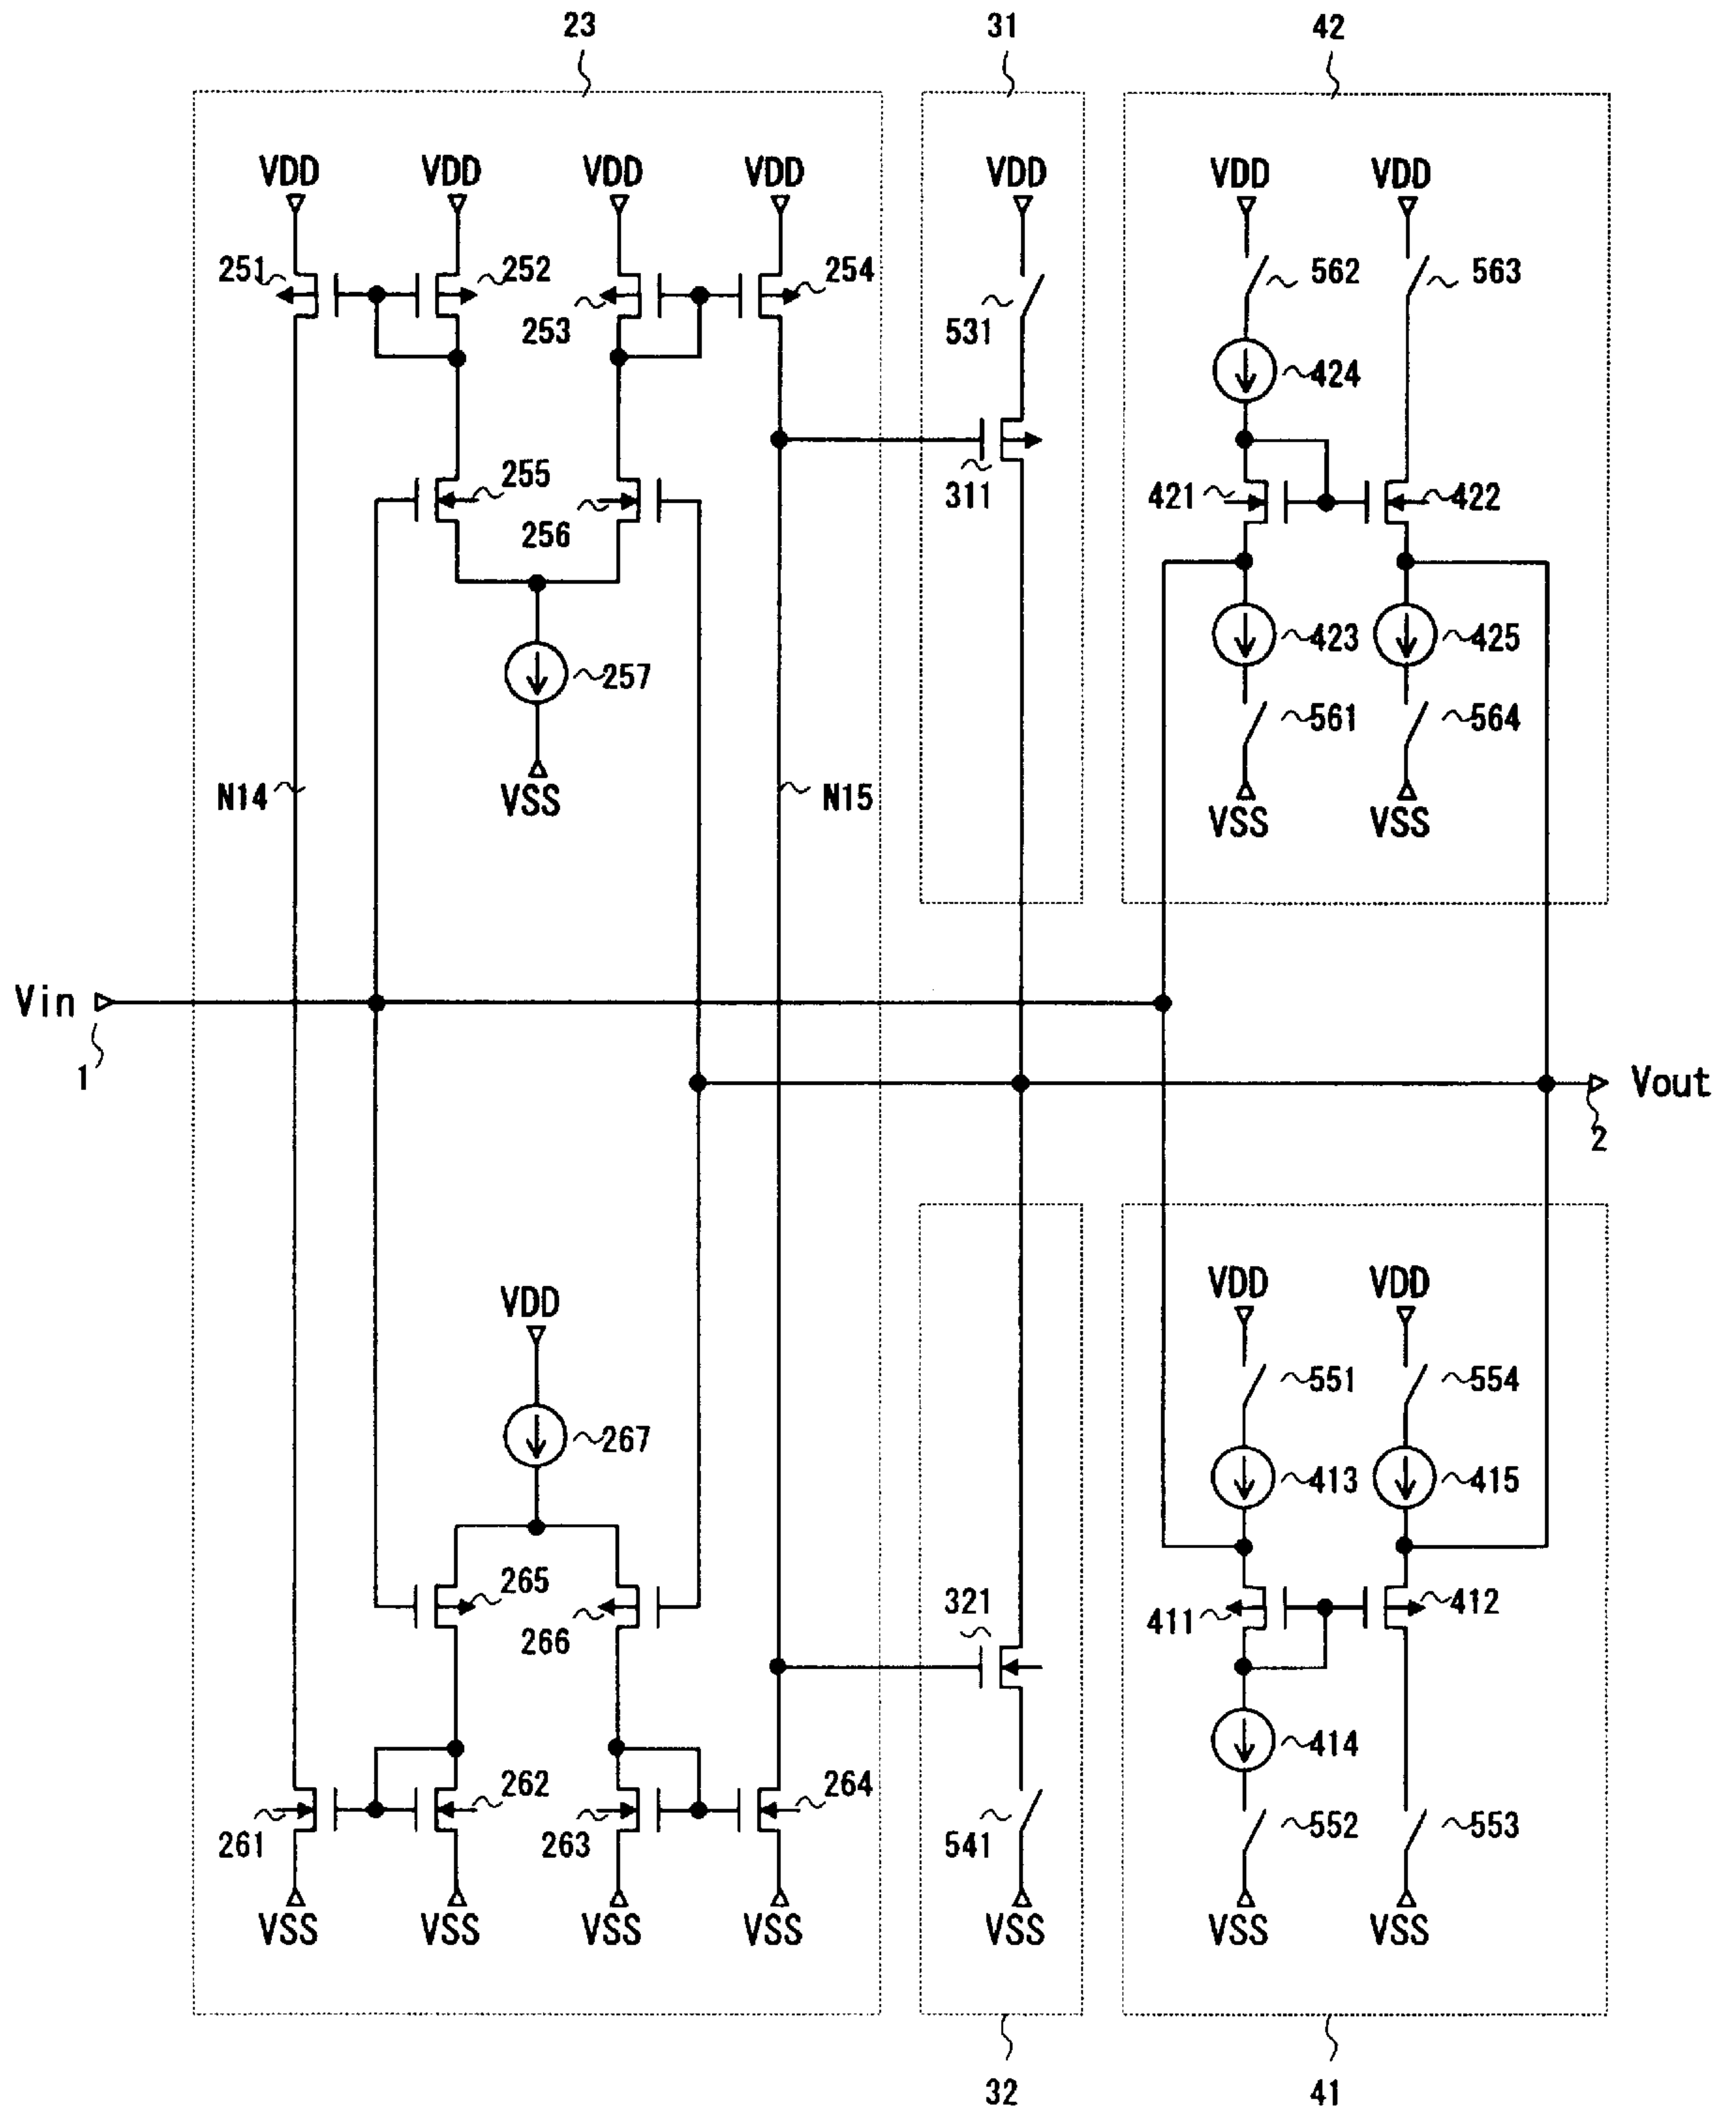 23 31 42
VDD VDD VDD VDD VDD VDD VDD
251 252 253 254 531 562 563
424
255 256 311 421 422
257 423 425
561 564
N14 VSS N15 VSS VSS
Vin
1
Vout
2
VDD VDD VDD
551 554
267 413 415
265 266 321 411 412
414
261 262 263 264 541 552 553
VSS VSS VSS VSS VSS VSS VSS
32 41